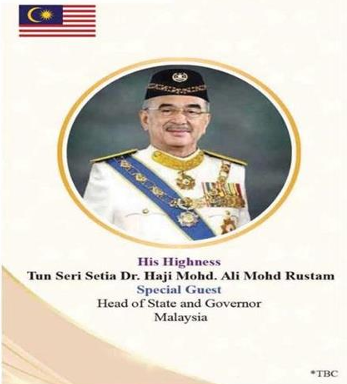 His Highness
Tun Seri Setia Dr. Haji Mohd. Ali Mohd Rustam
Special Guest
Head of State and Governor
Malaysia
*TBC